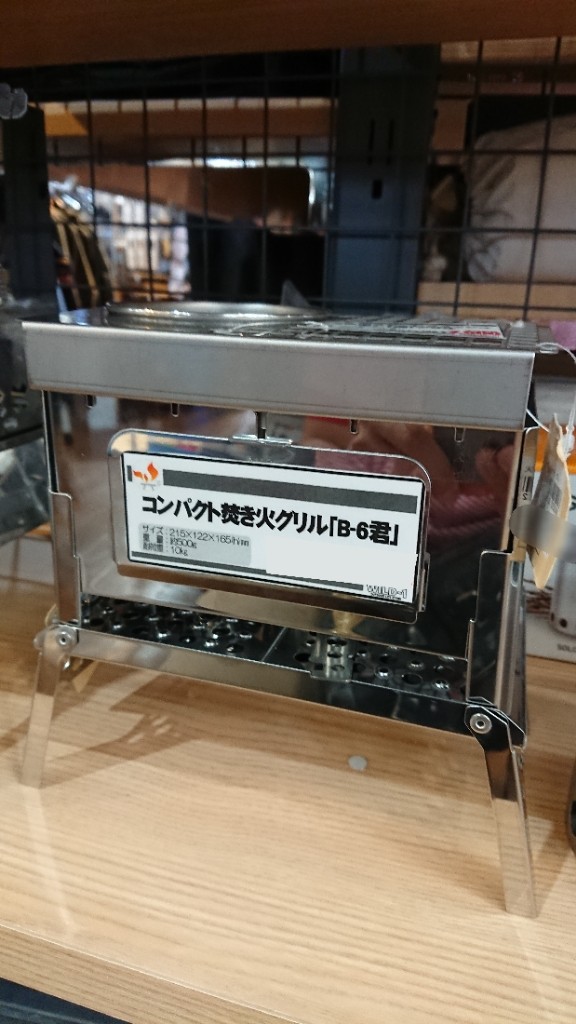 コンパクト焚き火グリル「B-6君」
サイズ：215×122×165(h)mm
重　量：約500g
耐荷重：10kg
WILD-1